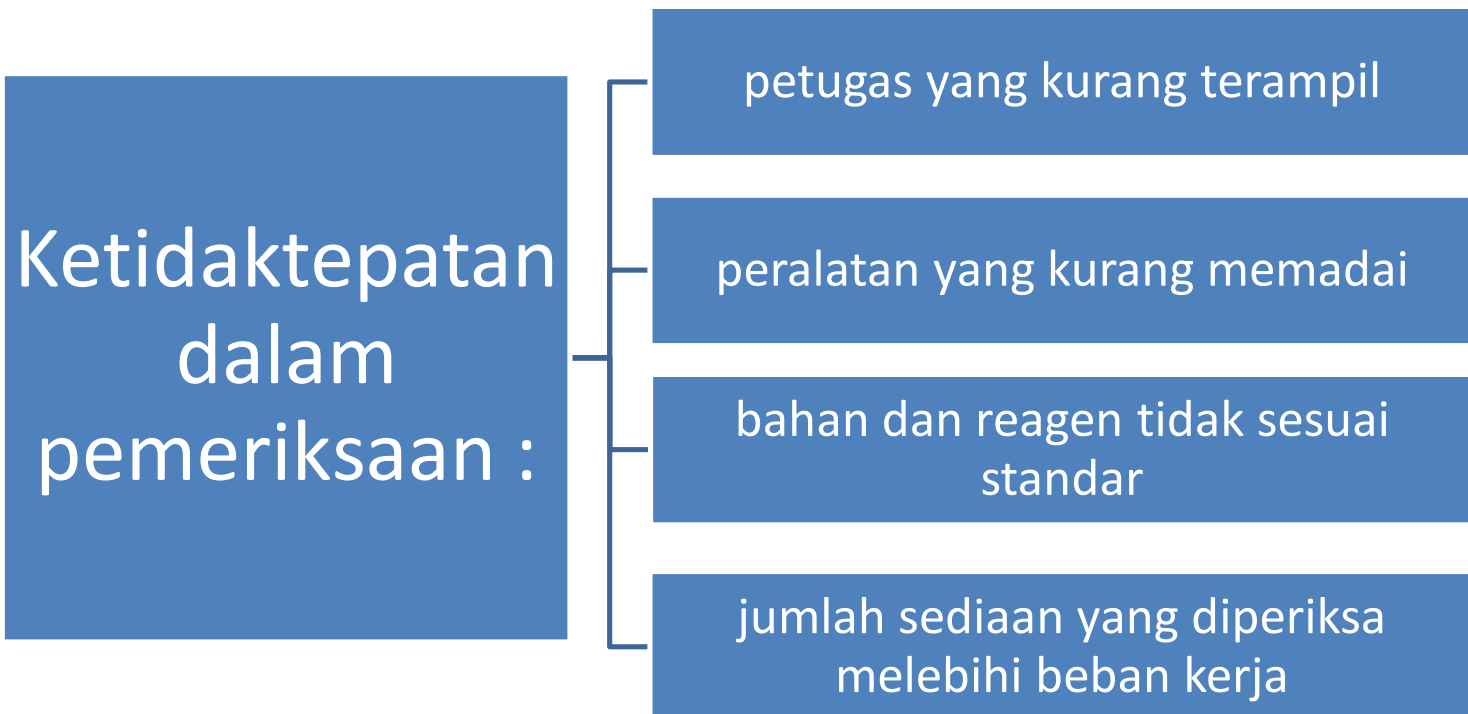 Ketidaktepatan
dalam
pemeriksaan :
petugas yang kurang terampil
peralatan yang kurang memadai
bahan dan reagen tidak sesuai
standar
jumlah sediaan yang diperiksa
melebihi beban kerja